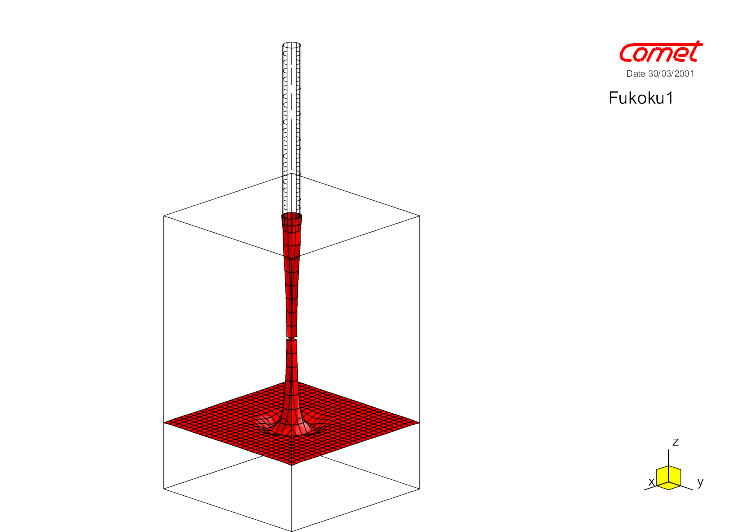 Comet
Date 30/03/2001
Fukoku1
z
x
y